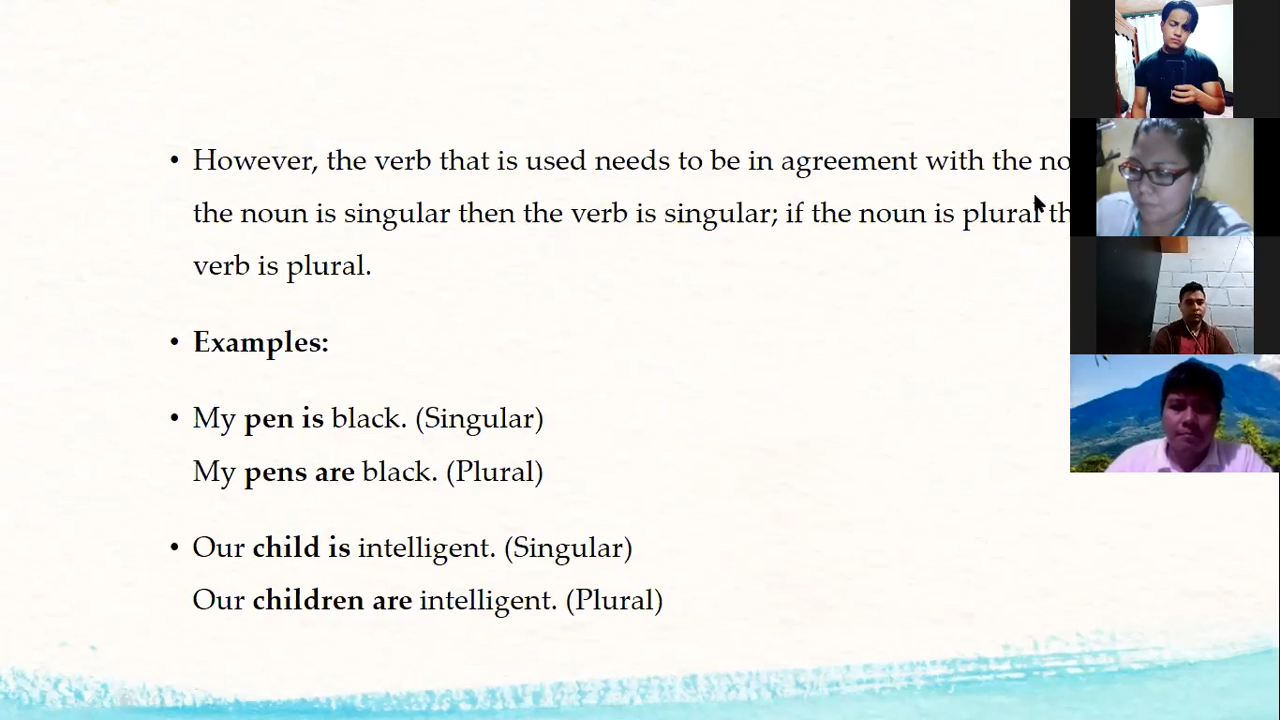 • However, the verb that is used needs to be in agreement with the
the noun is singular then the verb is singular; if the noun is plural
verb is plural.
• Examples:
• My pen is black. (Singular)
My pens are black. (Plural)
• Our child is intelligent. (Singular)
Our children are intelligent. (Plural)